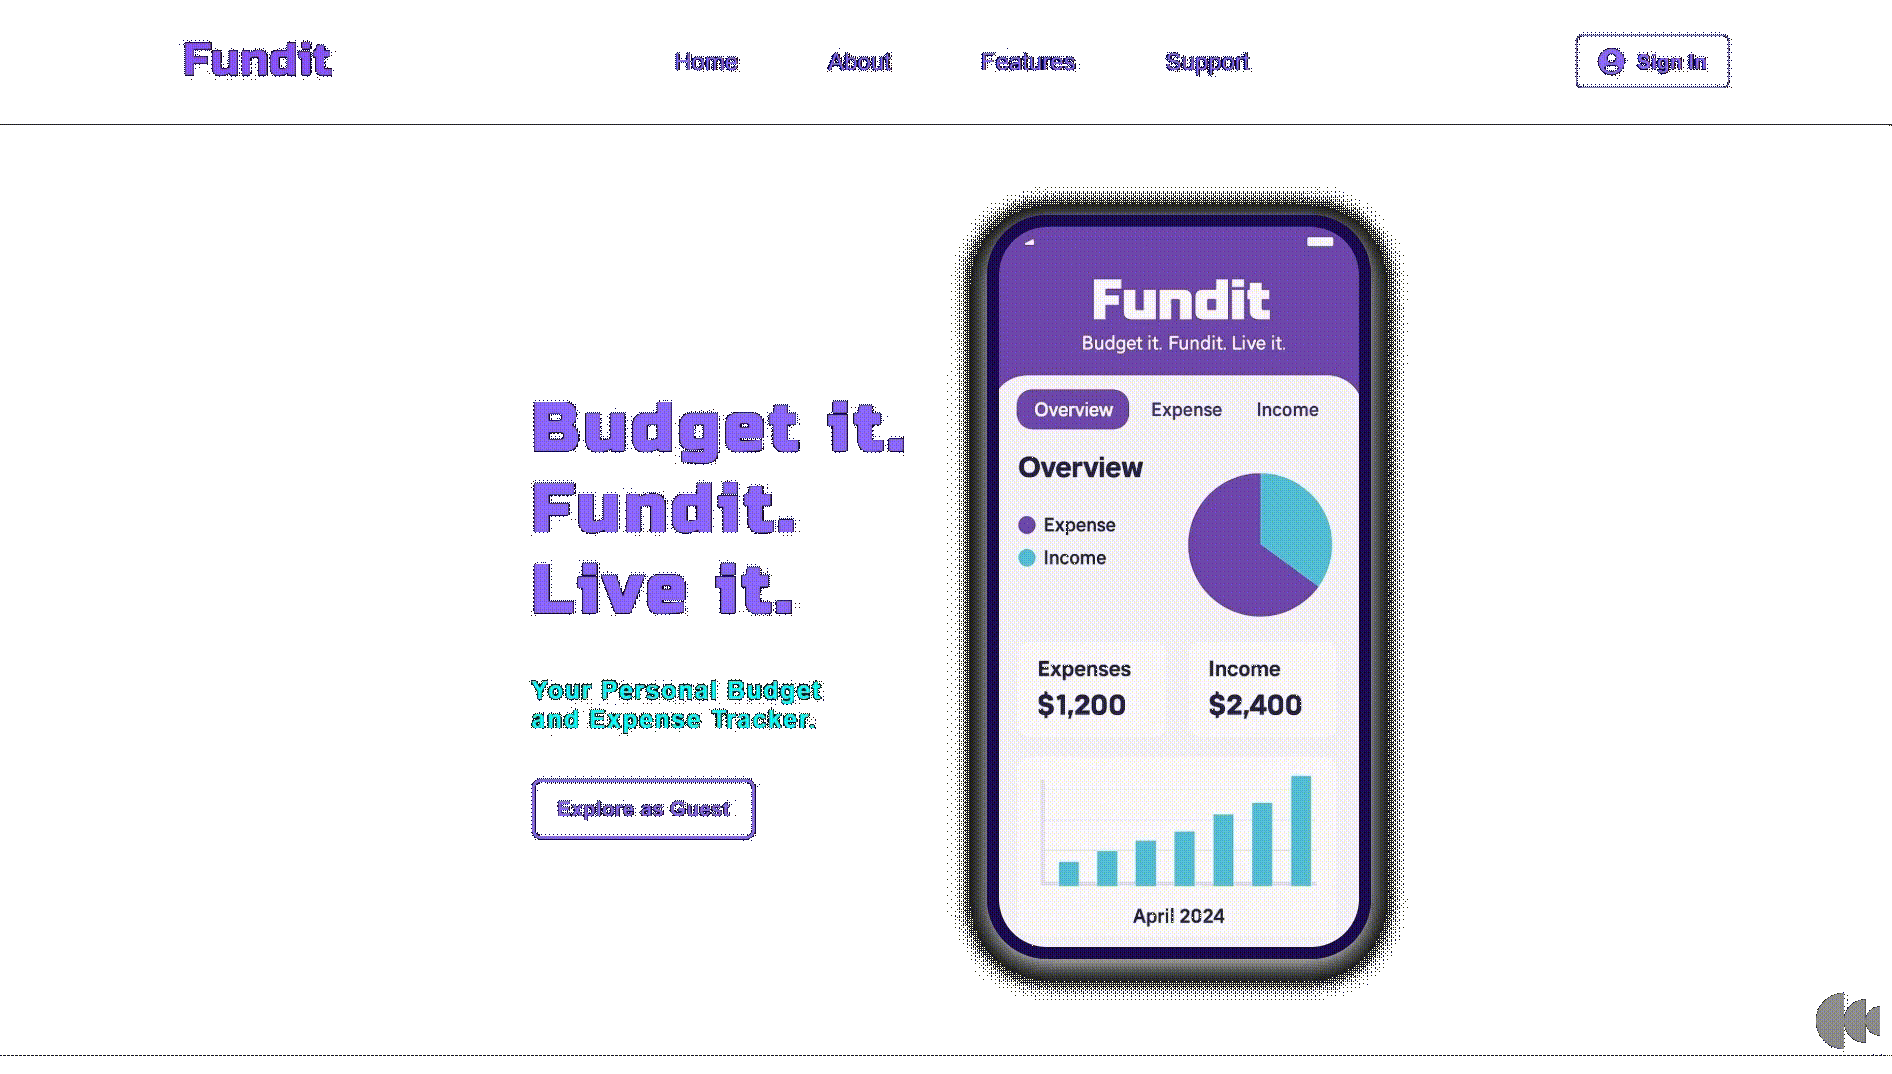 Fundit
Home
About
Features
Support
Sign In
Budget it.
Fundit.
Live it.
Your Personal Budget
and Expense Tracker.
Explore as Guest
Fundit
Budget it. Fundit. Live it.
Overview
Expense
Income
Overview
Expense
Income
Expenses
$1,200
Income
$2,400
April 2024